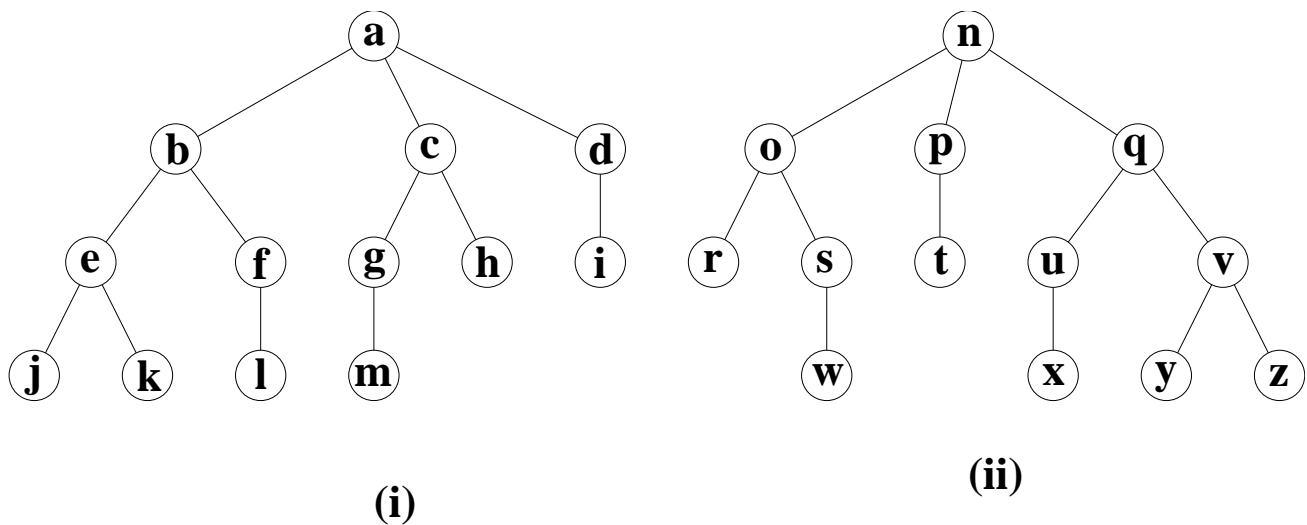 a n
b c d o p q
e f g h i r s t u v
j k l m w x y z
(i) (ii)